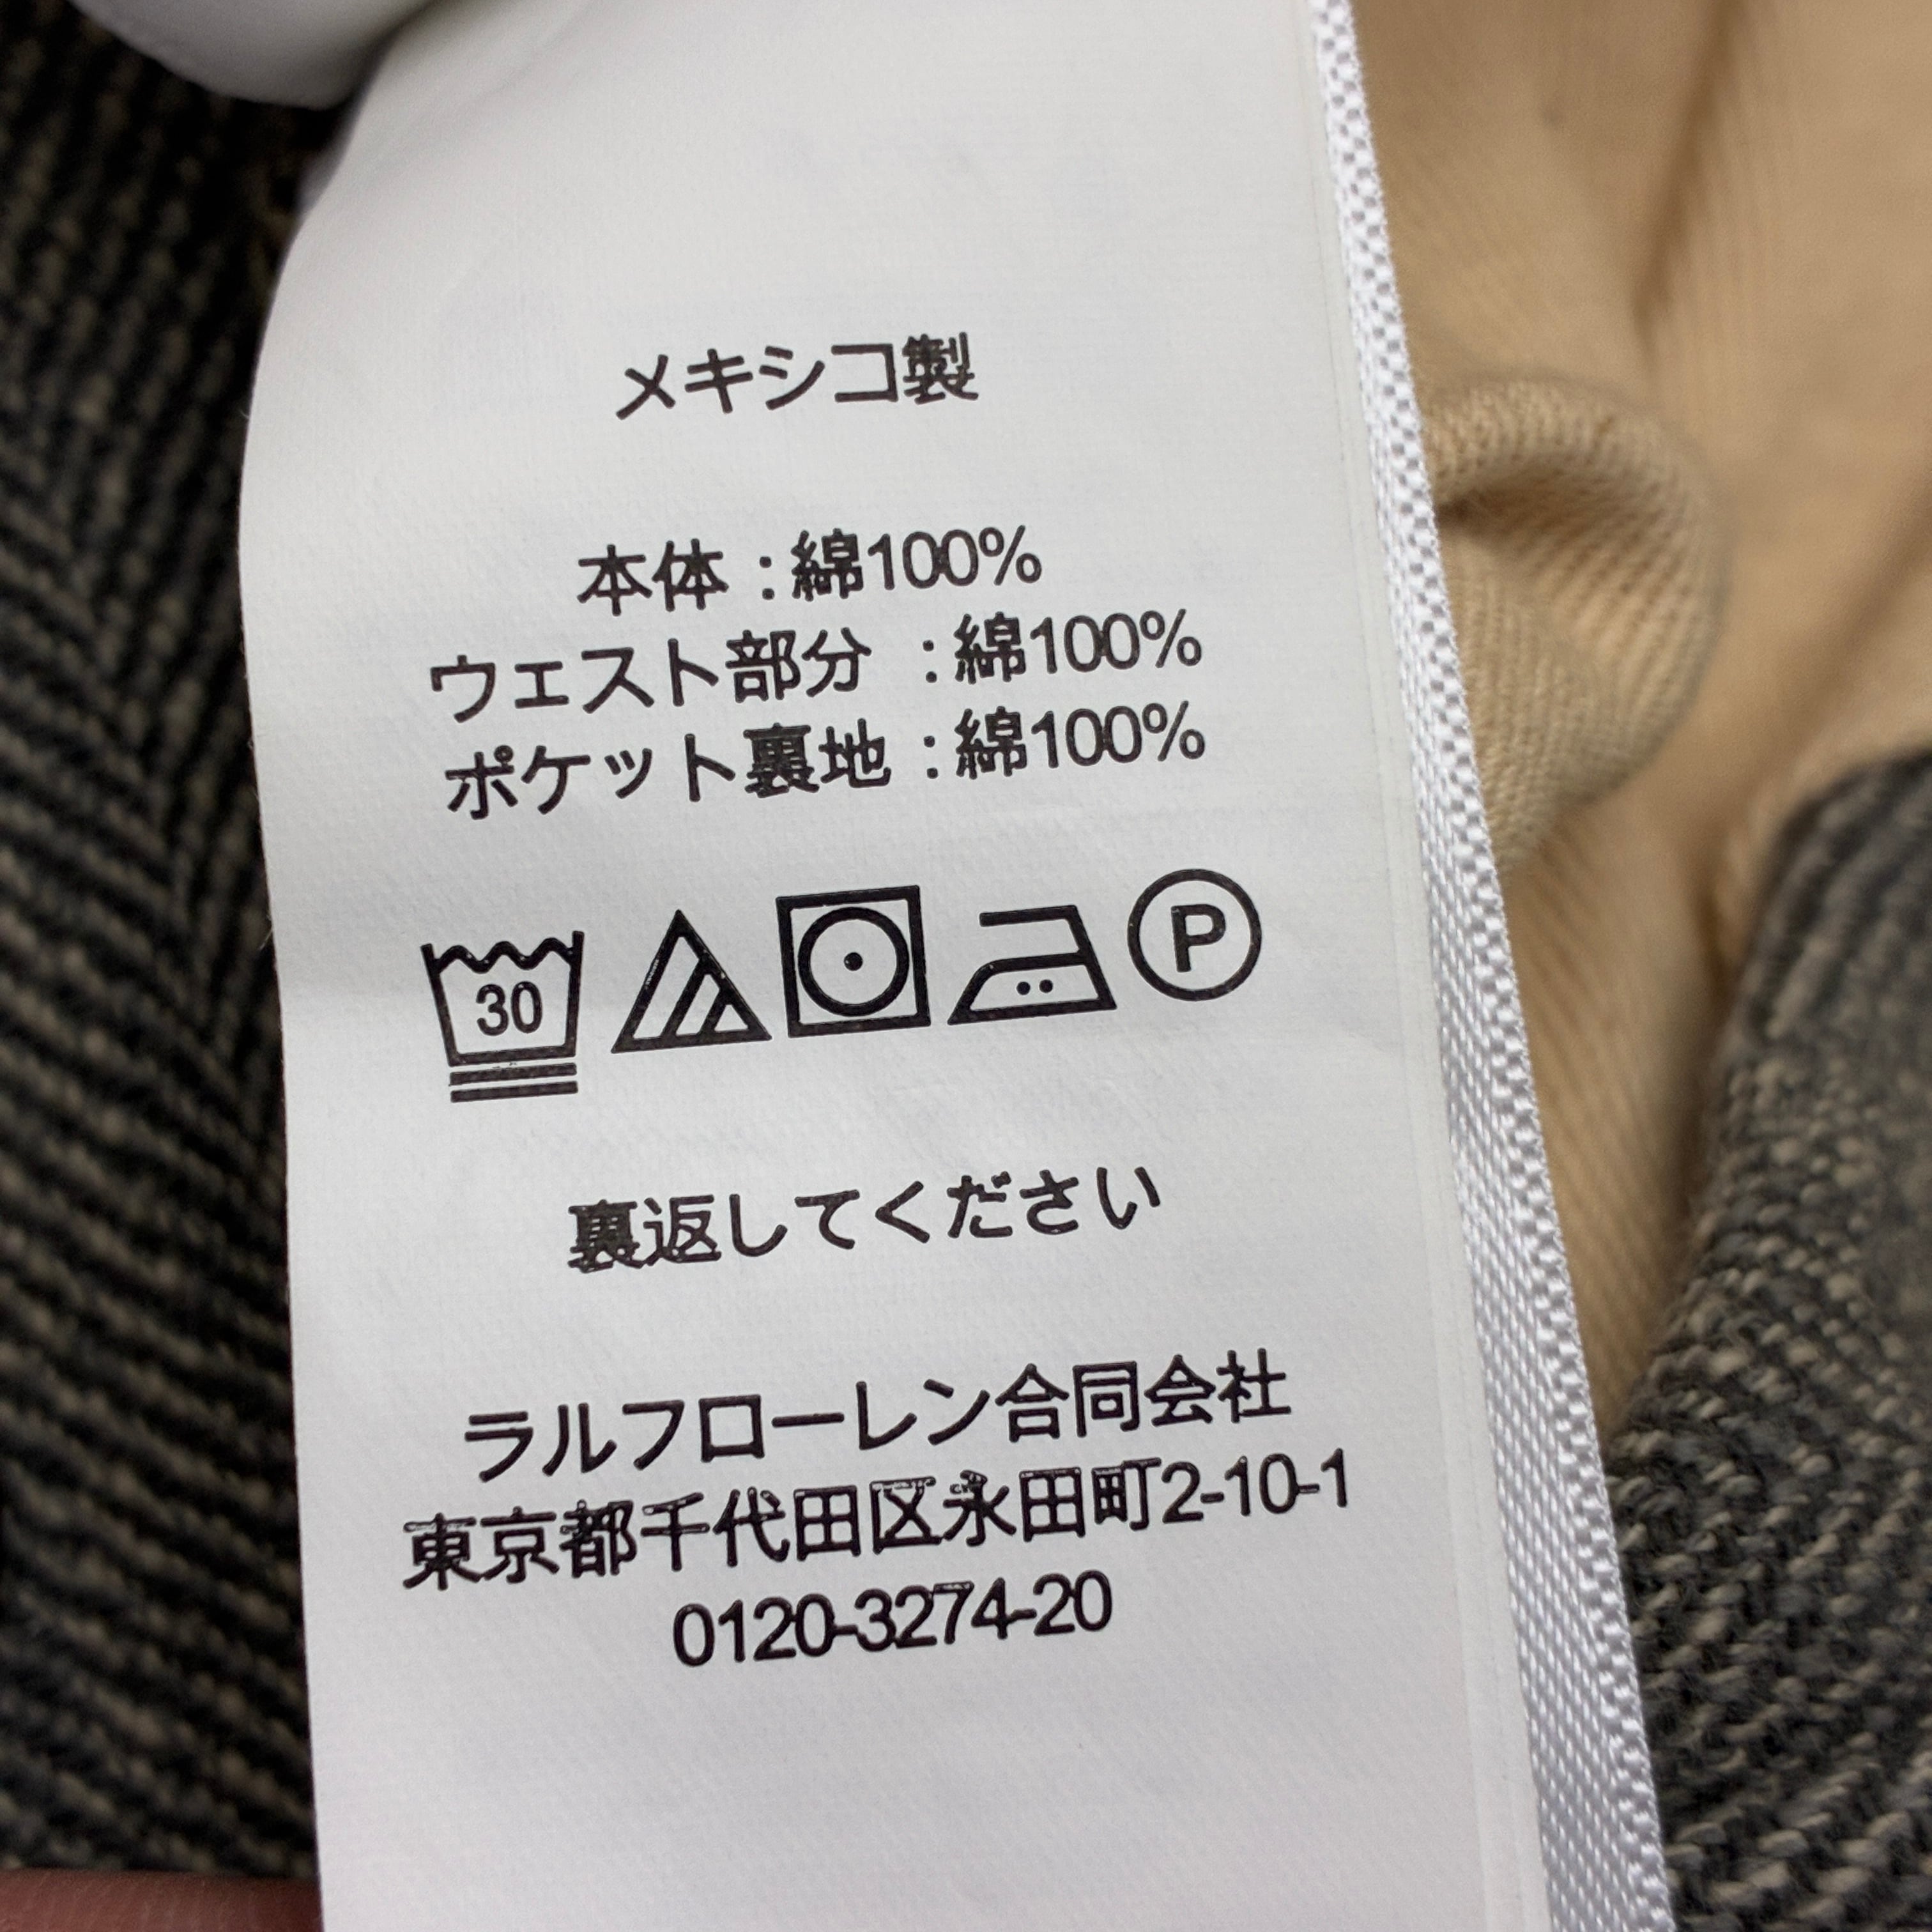 メキシコ製
本体 : 綿100%
ウェスト部分 : 綿100%
ポケット裏地 : 綿100%
30 P
裏返してください
ラルフローレン合同会社
東京都千代田区永田町2-10-1
0120-3274-20